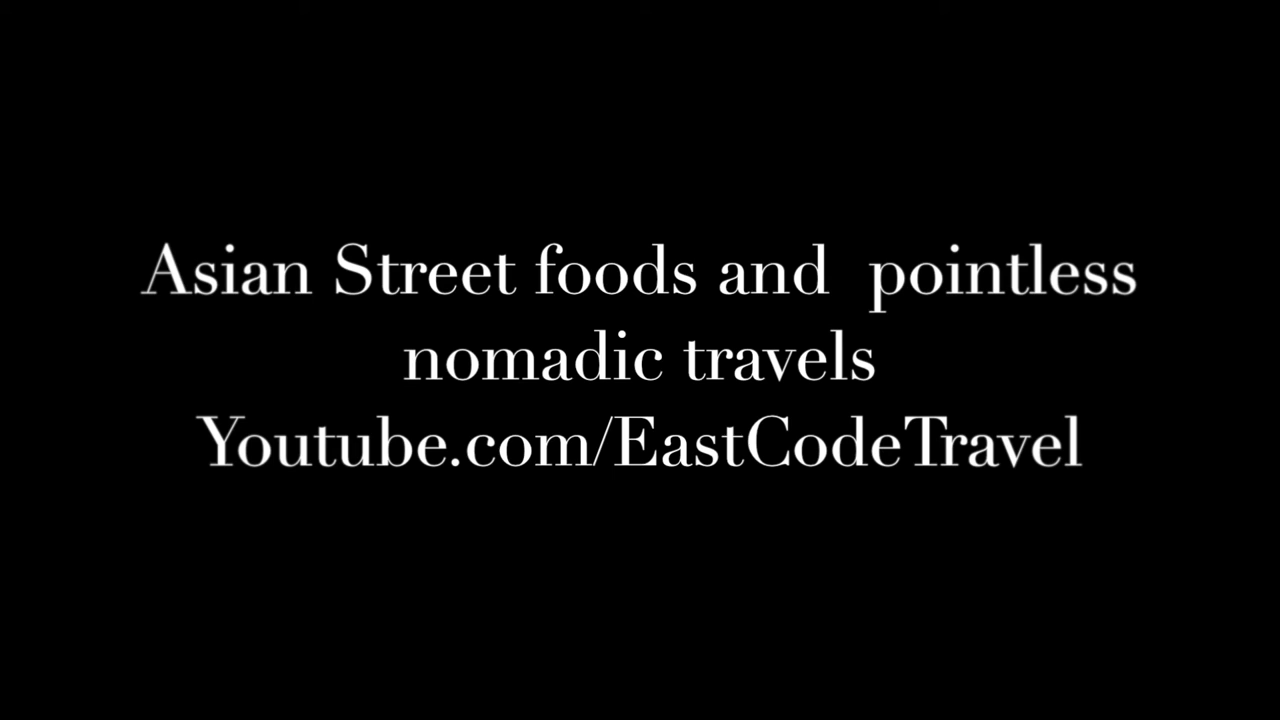 Asian Street foods and  pointless
nomadic travels
Youtube.com/EastCodeTravel